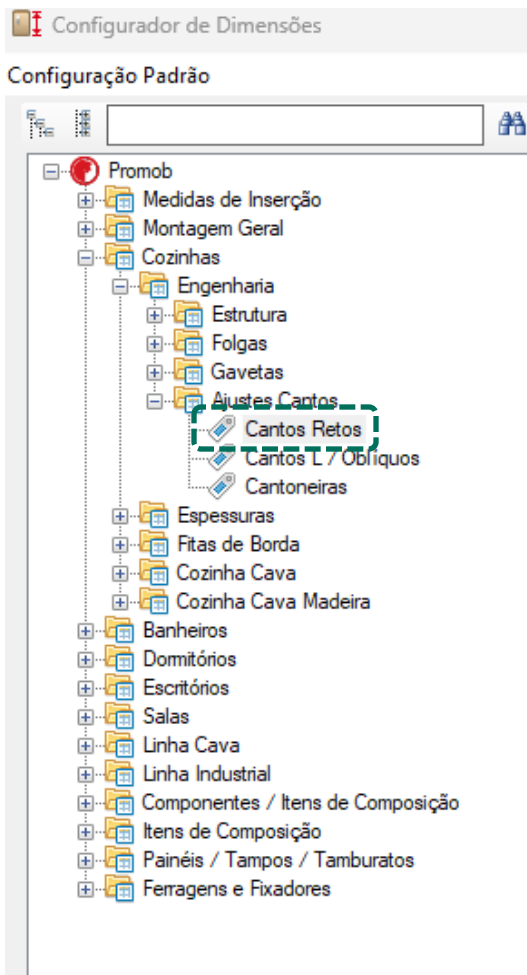 Configurador de Dimensões
Configuração Padrão
Promob
Medidas de Inserção
Montagem Geral
Cozinhas
Engenharia
Estrutura
Folgas
Gavetas
Ajustes Cantos
Cantos Retos
Cantos L / Oblíquos
Cantoneiras
Espessuras
Fitas de Borda
Cozinha Cava
Cozinha Cava Madeira
Banheiros
Dormitórios
Escritórios
Salas
Linha Cava
Linha Industrial
Componentes / Itens de Composição
Itens de Composição
Painéis / Tampos / Tamburatos
Ferragens e Fixadores